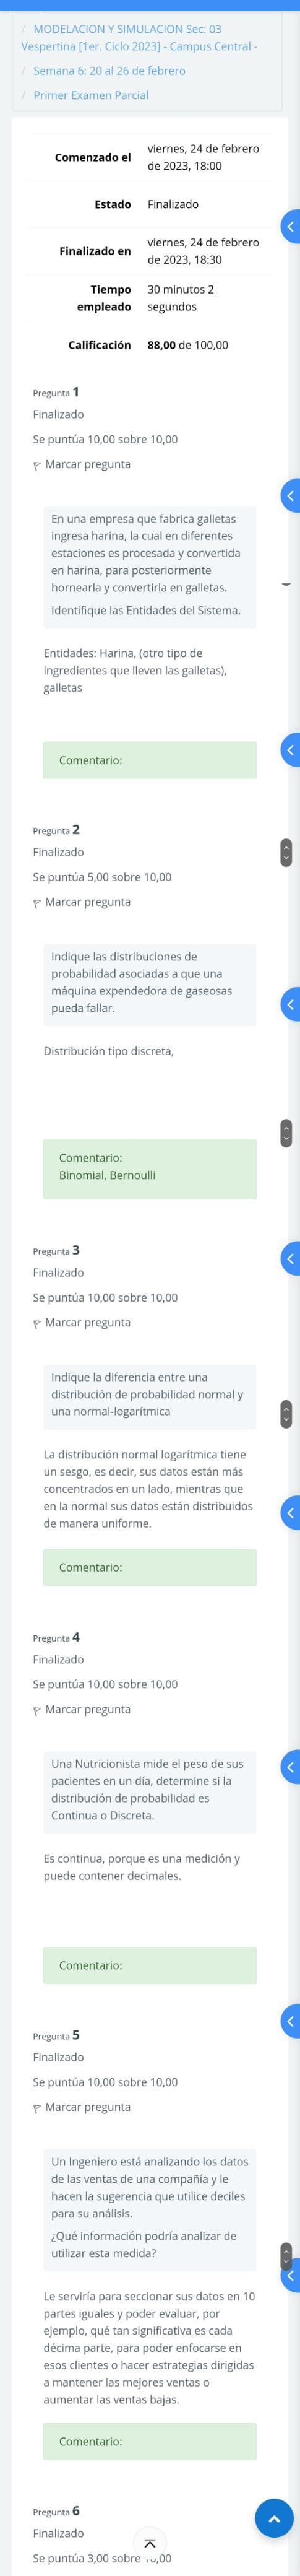 / MODELACION Y SIMULACION Sec: 03
Vespertina [1er. Ciclo 2023] - Campus Central -
/ Semana 6: 20 al 26 de febrero
/ Primer Examen Parcial
Comenzado el viernes, 24 de febrero
de 2023, 18:00
Estado Finalizado
Finalizado en viernes, 24 de febrero
de 2023, 18:30
Tiempo empleado 30 minutos 2
segundos
Calificación 88,00 de 100,00
Pregunta 1
Finalizado
Se puntúa 10,00 sobre 10,00
Marcar pregunta
En una empresa que fabrica galletas
ingresa harina, la cual en diferentes
estaciones es procesada y convertida
en harina, para posteriormente
hornearla y convertirla en galletas.
Identifique las Entidades del Sistema.
Entidades: Harina, (otro tipo de
ingredientes que lleven las galletas),
galletas
Comentario:
Pregunta 2
Finalizado
Se puntúa 5,00 sobre 10,00
Marcar pregunta
Indique las distribuciones de
probabilidad asociadas a que una
máquina expendedora de gaseosas
pueda fallar.
Distribución tipo discreta,
Comentario:
Binomial, Bernoulli
Pregunta 3
Finalizado
Se puntúa 10,00 sobre 10,00
Marcar pregunta
Indique la diferencia entre una
distribución de probabilidad normal y
una normal-logarítmica
La distribución normal logarítmica tiene
un sesgo, es decir, sus datos están más
concentrados en un lado, mientras que
en la normal sus datos están distribuidos
de manera uniforme.
Comentario:
Pregunta 4
Finalizado
Se puntúa 10,00 sobre 10,00
Marcar pregunta
Una Nutricionista mide el peso de sus
pacientes en un día, determine si la
distribución de probabilidad es
Continua o Discreta.
Es continua, porque es una medición y
puede contener decimales.
Comentario:
Pregunta 5
Finalizado
Se puntúa 10,00 sobre 10,00
Marcar pregunta
Un Ingeniero está analizando los datos
de las ventas de una compañía y le
hacen la sugerencia que utilice deciles
para su análisis.
¿Qué información podría analizar de
utilizar esta medida?
Le serviría para seccionar sus datos en 10
partes iguales y poder evaluar, por
ejemplo, qué tan significativa es cada
décima parte, para poder enfocarse en
esos clientes o hacer estrategias dirigidas
a mantener las mejores ventas o
aumentar las ventas bajas.
Comentario:
Pregunta 6
Finalizado
Se puntúa 3,00 sobre 10,00